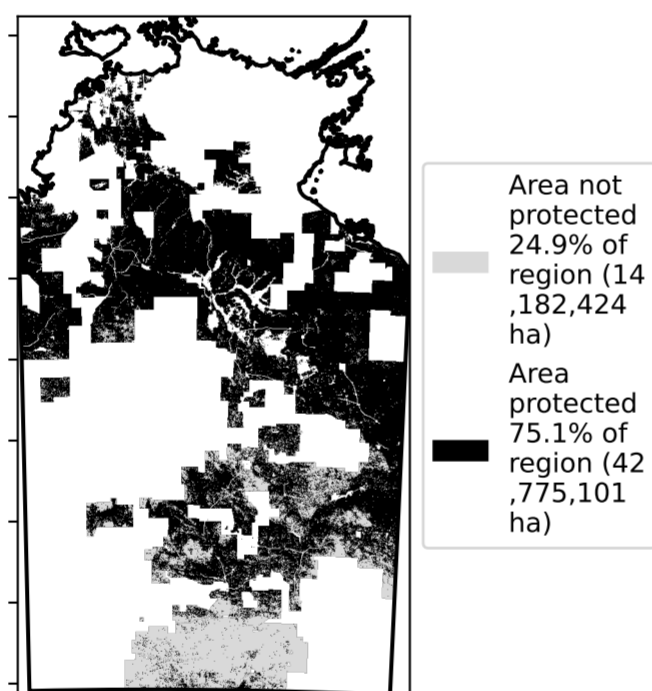 Area not
protected
24.9% of
region (14
,182,424
ha)
Area
protected
75.1% of
region (42
,775,101
ha)